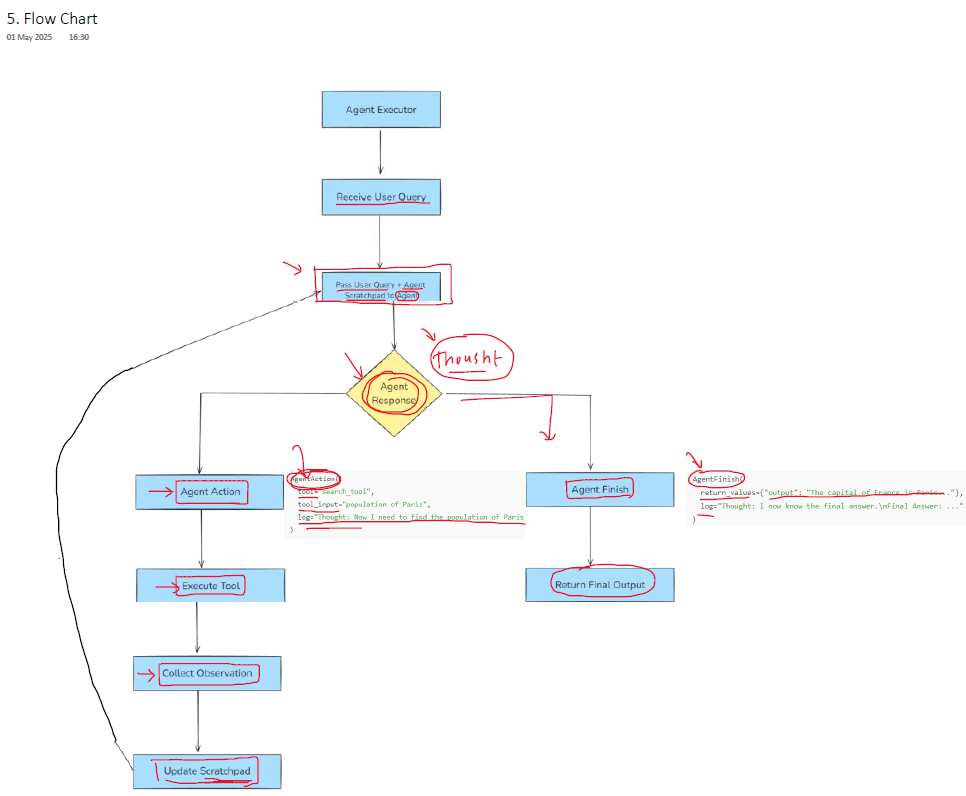 5. Flow Chart
01 May 2025 16:30
Agent Executor
Receive User Query
Pass User Query + Agent
Scratchpad to Agent
Thought
Agent
Response
Agent Action
AgentAction(
tool="search_tool",
tool_input="population of Paris",
log="Thought: Now I need to find the population of Paris
)
Agent Finish
AgentFinish(
return_values={"output": "The capital of France is Paris..."},
log="Thought: I now know the final answer.\nFinal Answer: ..."
)
Execute Tool
Return Final Output
Collect Observation
Update Scratchpad